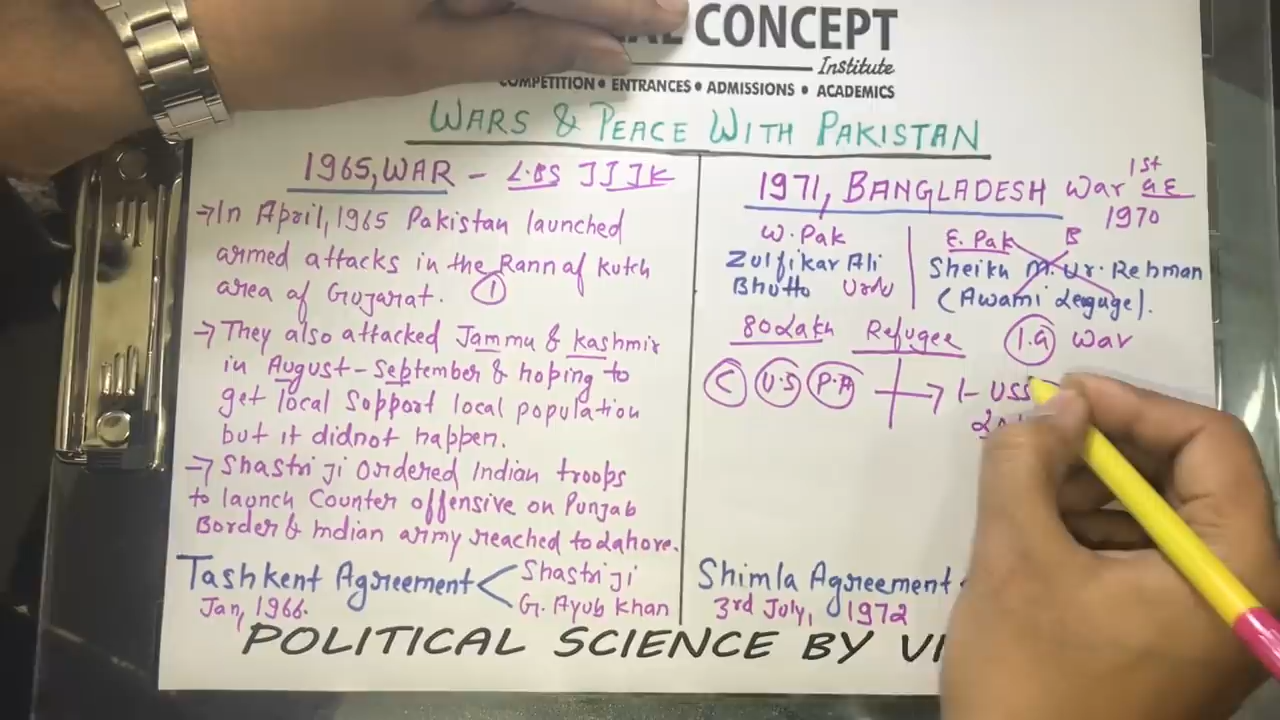 CONCEPT
Institute
COMPETITION • ENTRANCES • ADMISSIONS • ACADEMICS
WARS & PEACE WITH PAKISTAN
1965, WAR - L.BS JJJK
→In April, 1965 Pakistan launched
armed attacks in the Rann of Kutch
area of Gujarat. 1
→ They also attacked Jammu & kashmir
in August-September & hoping to
get local support local population
but it didnot happen.
→ Shastri ji ordered Indian troops
to launch Counter offensive on Punjab
Border & Indian army reached to Lahore.
Tashkent Agreement < Shastri ji
Jan, 1966. G. Ayub Khan
1971, BANGLADESH War 1st G E
1970
W. Pak
Zulfikar Ali
Bhutto Urdu
E. Pak B
Sheikh M. Ur. Rehman
(Awami Leaguge).
80 Lakh Refugee I.G War
C U.S P.A → I- USS
Shimla Agreement
3rd July, 1972
POLITICAL SCIENCE BY